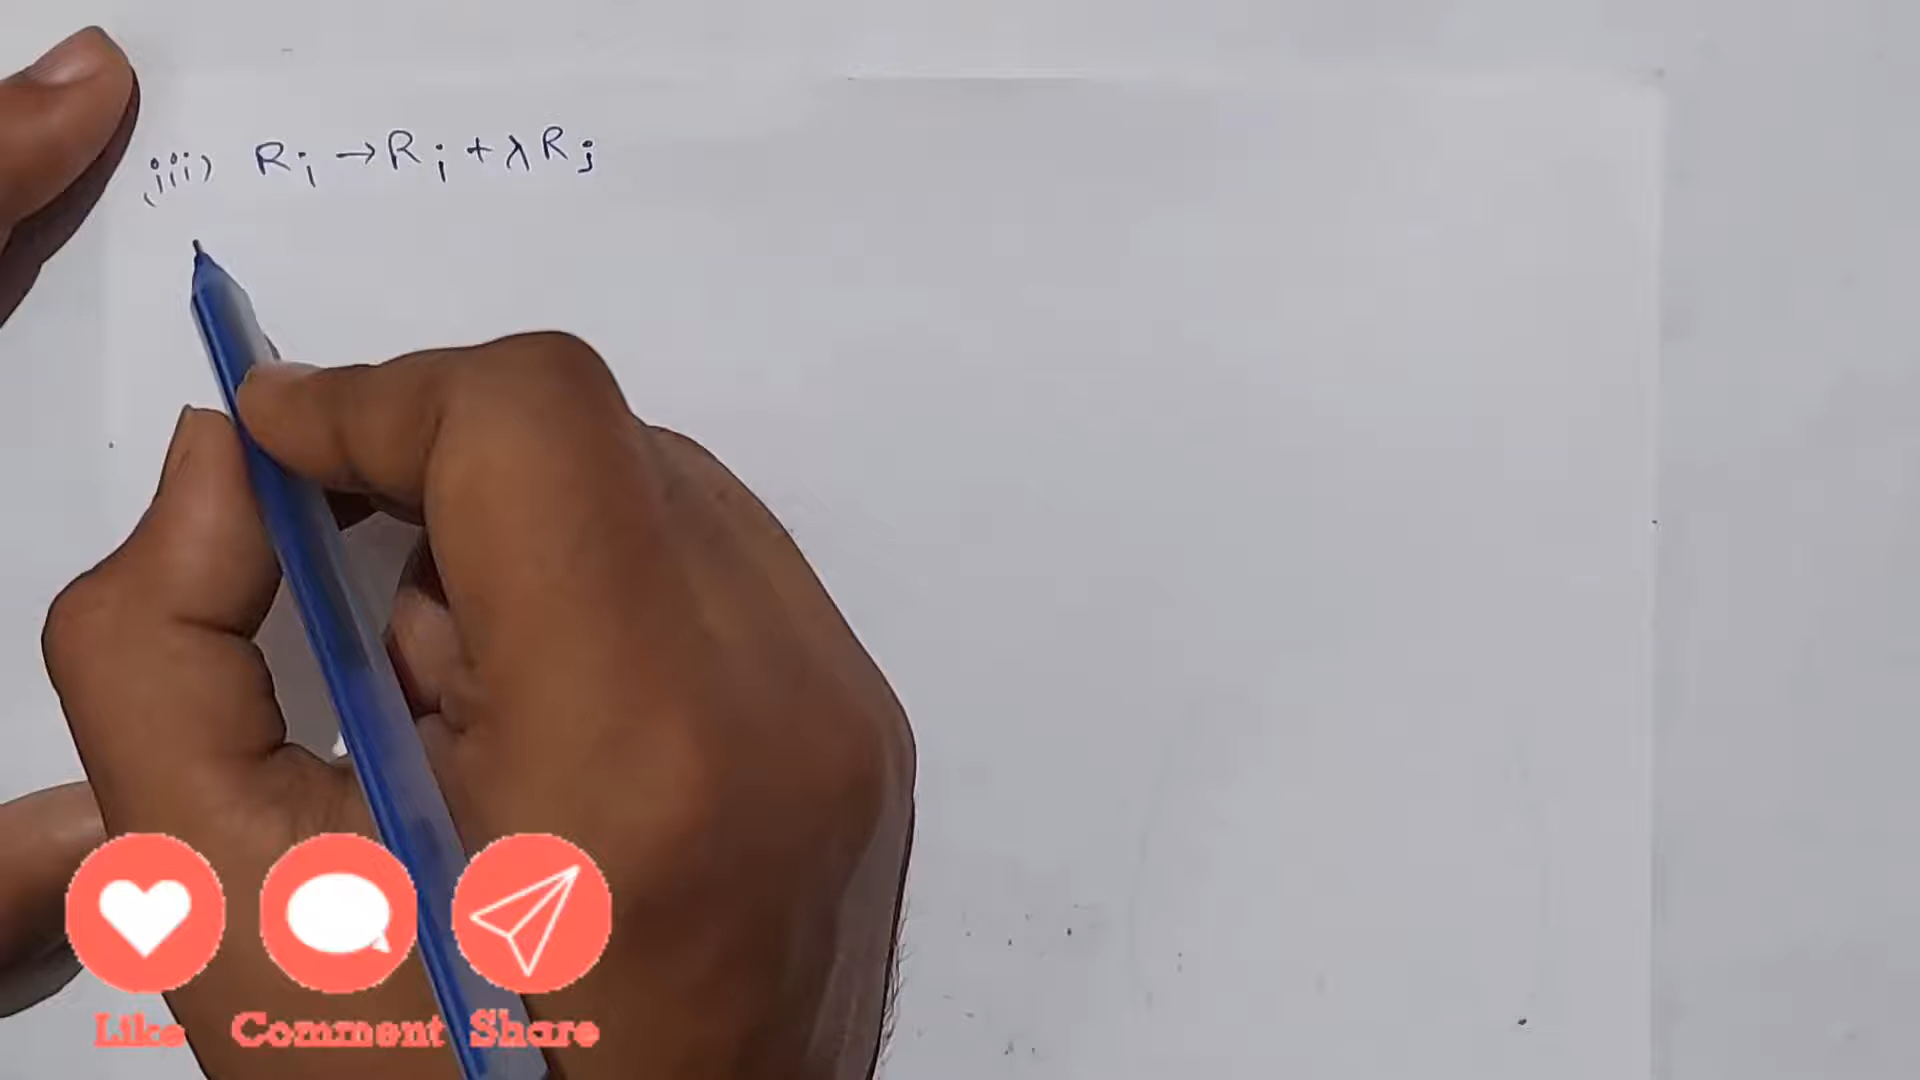 (iii) Ri → Ri + λRj
Like Comment Share